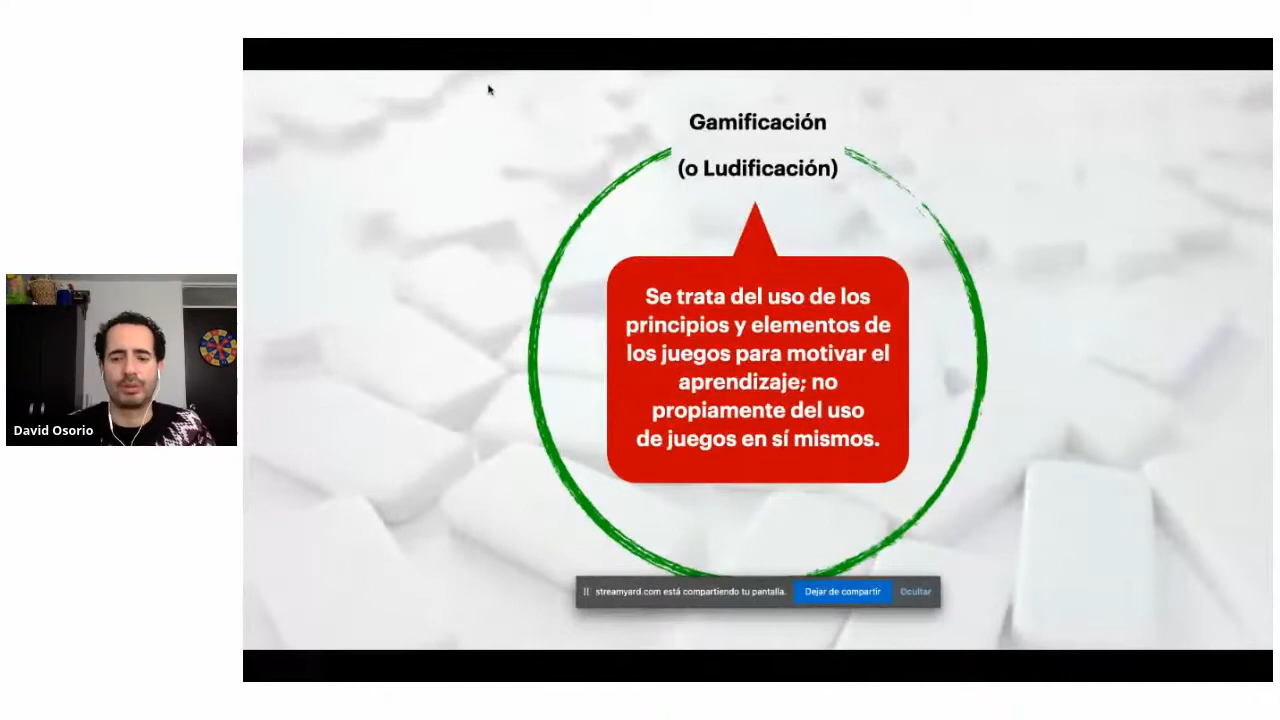 Gamificación
(o Ludificación)
Se trata del uso de los
principios y elementos de
los juegos para motivar el
aprendizaje; no
propiamente del uso
de juegos en sí mismos.
David Osorio
streamyard.com está compartiendo tu pantalla.
Dejar de compartir
Ocultar